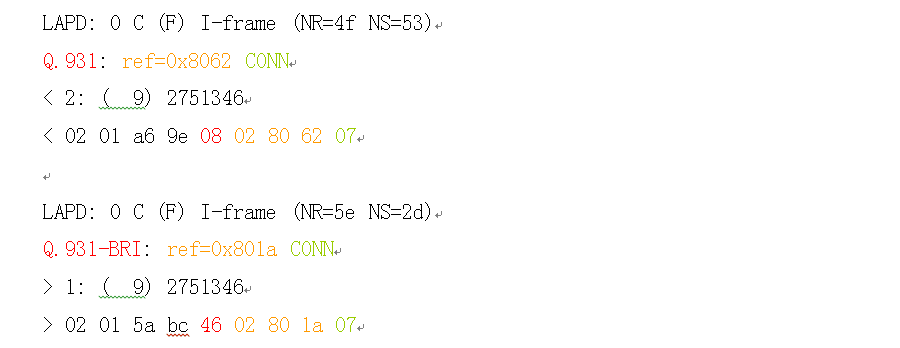 LAPD: 0 C (F) I-frame (NR=4f NS=53)
Q.931: ref=0x8062 CONN
< 2: (  9) 2751346
< 02 01 a6 9e 08 02 80 62 07
LAPD: 0 C (F) I-frame (NR=5e NS=2d)
Q.931-BRI: ref=0x801a CONN
> 1: (  9) 2751346
> 02 01 5a bc 46 02 80 1a 07